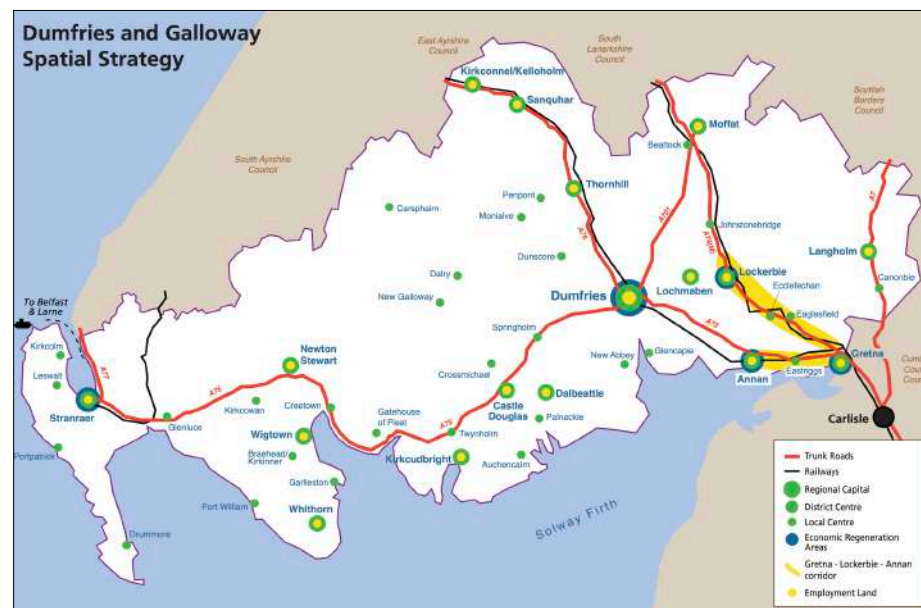 Dumfries and Galloway
Spatial Strategy
East Ayrshire
Council
South
Lanarkshire
Council
Scottish
Borders
Council
South Ayrshire
Council
Kirkconnel/Kelloholm
Sanquhar
Moffat
Beattock
Thornhill
Penpont
Carsphairn
Moniaive
A76
A701
A74(M)
A7
Johnstonebridge
Langholm
Canonbie
Dunscore
Lockerbie
Ecclefechan
Lochmaben
Eaglesfield
Dalry
New Galloway
Dumfries
To Belfast
& Larne
Springholm
A75
Kirkcolm
Newton
Stewart
New Abbey
Glencaple
Gretna
Leswalt
A77
Crossmichael
Annan
Eastriggs
A75
Castle
Douglas
Dalbeattie
Stranraer
Kirkcowan
Creetown
Gatehouse
of Fleet
A75
Twynholm
Palnackie
Carlisle
Glenluce
Wigtown
Braehead/
Kirkinner
Kirkcudbright
Auchencairn
Portpatrick
Garlieston
Port William
Whithorn
Drummore
Solway Firth
Trunk Roads
Railways
Regional Capital
District Centre
Local Centre
Economic Regeneration
Areas
Gretna - Lockerbie - Annan
corridor
Employment Land